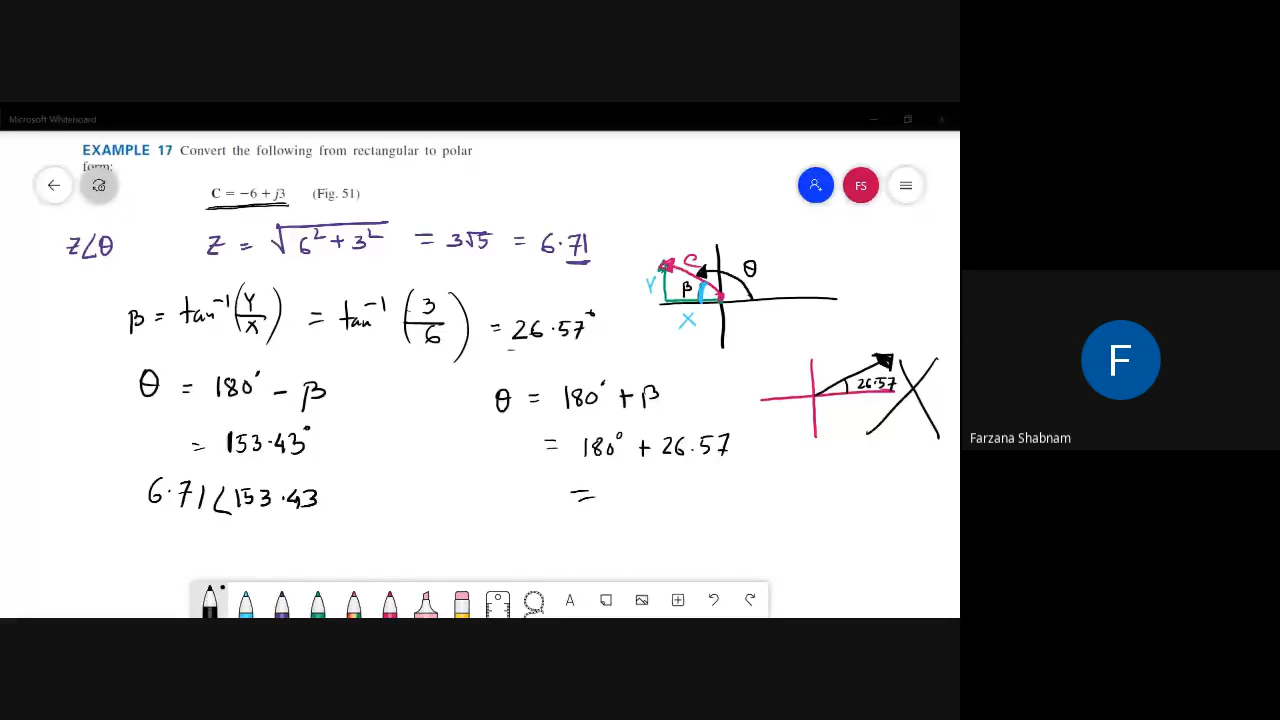 Microsoft Whiteboard
EXAMPLE 17 Convert the following from rectangular to polar
form:
C = −6 + j3 (Fig. 51)
FS
Z∠θ
Z = √6² + 3² = 3√5 = 6.71
β = tan⁻¹(Y/X) = tan⁻¹(3/6) = 26.57°
θ = 180° − β
= 153.43°
6.71∠153.43
θ = 180° + β
= 180° + 26.57
=
C
θ
Y
β
X
26.57
A
F
Farzana Shabnam